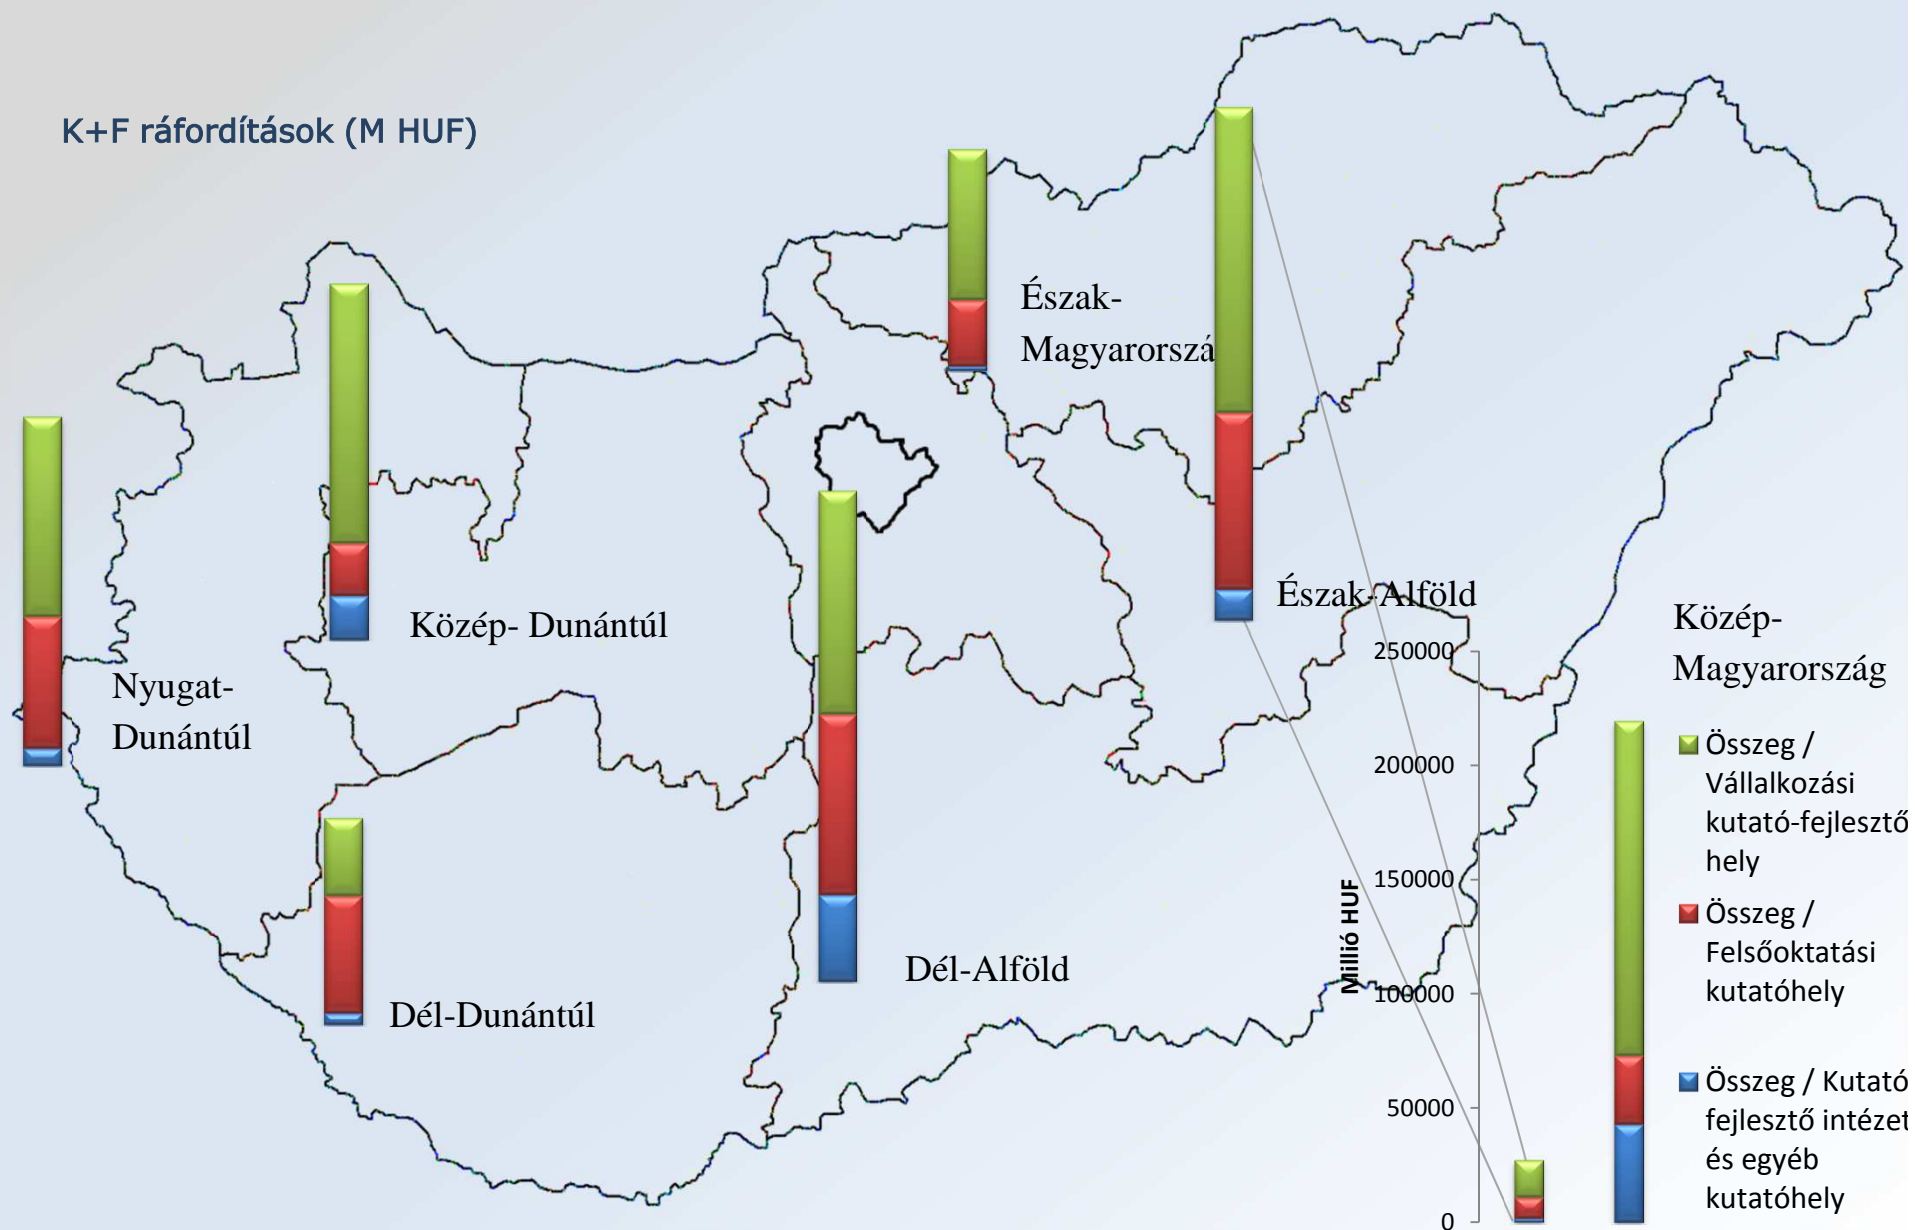 K+F ráfordítások (M HUF)
Észak-
Magyarorszá
Közép- Dunántúl
Észak-Alföld
Nyugat-
Dunántúl
Dél-Dunántúl
Dél-Alföld
Közép-
Magyarország
Millió HUF
250000
200000
150000
100000
50000
0
Összeg /
Vállalkozási
kutató-fejlesztő
hely
Összeg /
Felsőoktatási
kutatóhely
Összeg / Kutató
fejlesztő intézet
és egyéb
kutatóhely